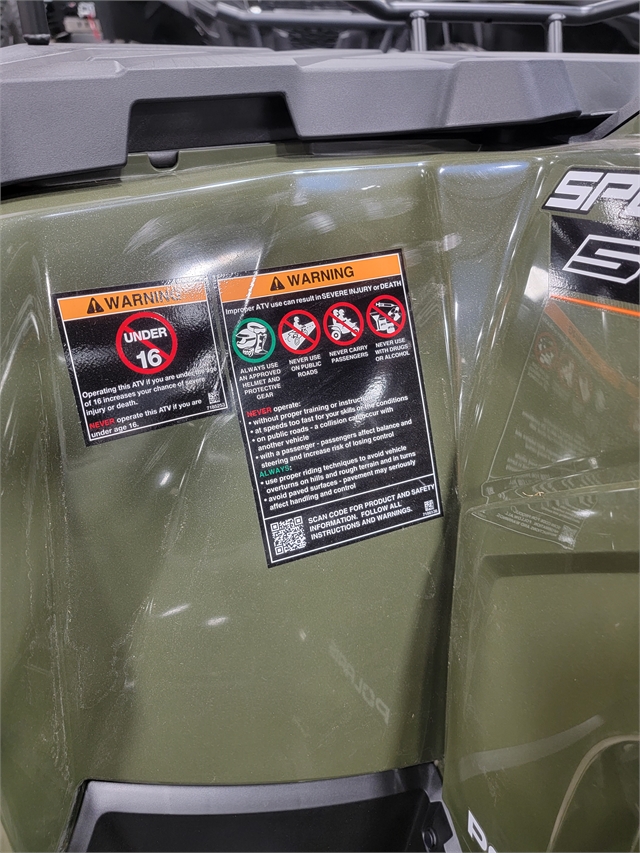 WARNING
UNDER
16
Operating this ATV if you are under the age
of 16 increases your chance of severe
injury or death.
NEVER operate this ATV if you are
under age 16.
WARNING
Improper ATV use can result in SEVERE INJURY or DEATH
ALWAYS USE
AN APPROVED
HELMET AND
PROTECTIVE
GEAR
NEVER USE
ON PUBLIC
ROADS
NEVER CARRY
PASSENGERS
NEVER USE
WITH DRUGS
OR ALCOHOL
NEVER operate:
• without proper training or instruction
• at speeds too fast for your skills or the conditions
• on public roads - a collision can occur with
another vehicle
• with a passenger - passengers affect balance and
steering and increase risk of losing control
ALWAYS:
• use proper riding techniques to avoid vehicle
overturns on hills and rough terrain and in turns
• avoid paved surfaces - pavement may seriously
affect handling and control
SCAN CODE FOR PRODUCT AND SAFETY
INFORMATION. FOLLOW ALL
INSTRUCTIONS AND WARNINGS.
SP
5
POLARIS
P